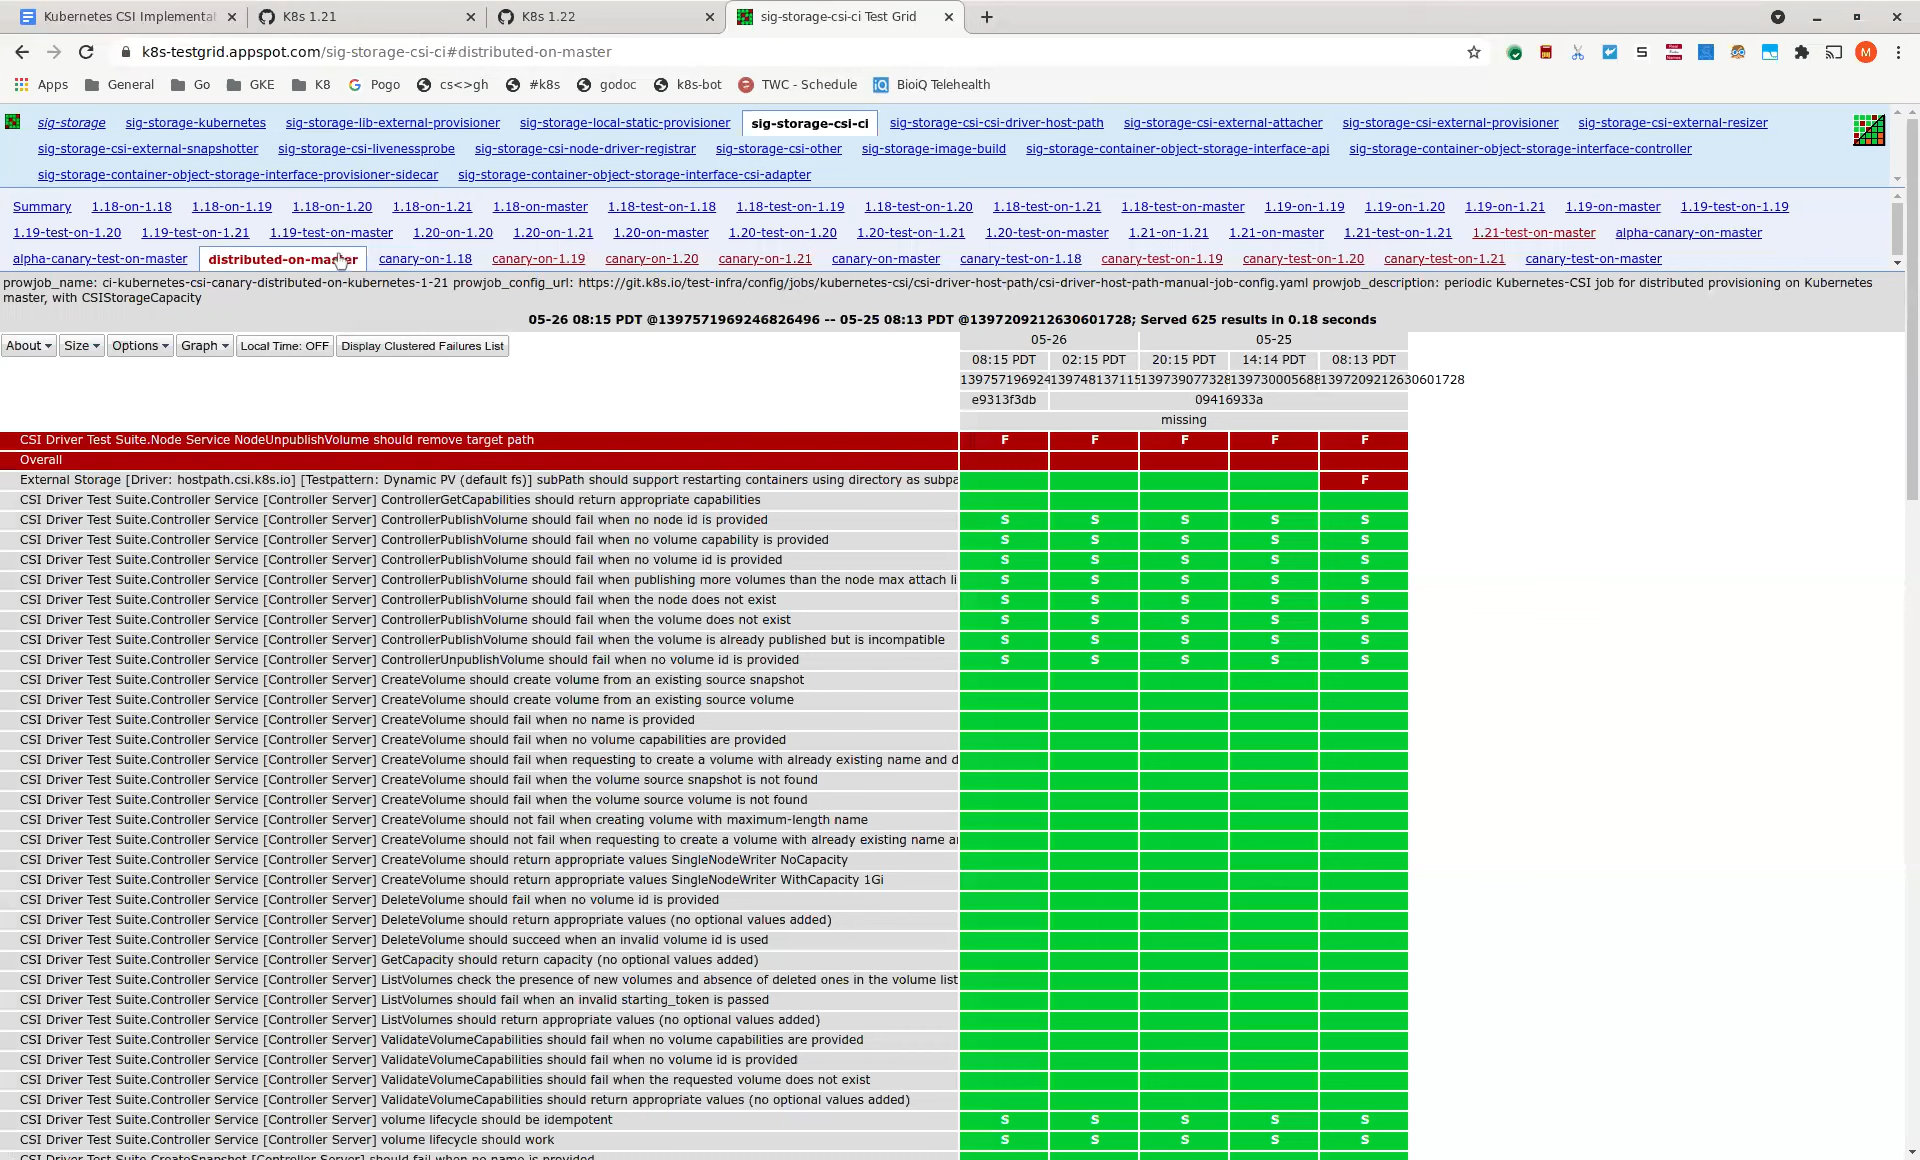 Kubernetes CSI Implementa
K8s 1.21
K8s 1.22
sig-storage-csi-ci Test Grid
k8s-testgrid.appspot.com/sig-storage-csi-ci#distributed-on-master
M
Apps General Go GKE K8 Pogo cs<>gh #k8s godoc k8s-bot TWC - Schedule BioiQ Telehealth
sig-storage sig-storage-kubernetes sig-storage-lib-external-provisioner sig-storage-local-static-provisioner sig-storage-csi-ci sig-storage-csi-csi-driver-host-path sig-storage-csi-external-attacher sig-storage-csi-external-provisioner sig-storage-csi-external-resizer
sig-storage-csi-external-snapshotter sig-storage-csi-livenessprobe sig-storage-csi-node-driver-registrar sig-storage-csi-other sig-storage-image-build sig-storage-container-object-storage-interface-api sig-storage-container-object-storage-interface-controller
sig-storage-container-object-storage-interface-provisioner-sidecar sig-storage-container-object-storage-interface-csi-adapter
Summary 1.18-on-1.18 1.18-on-1.19 1.18-on-1.20 1.18-on-1.21 1.18-on-master 1.18-test-on-1.18 1.18-test-on-1.19 1.18-test-on-1.20 1.18-test-on-1.21 1.18-test-on-master 1.19-on-1.19 1.19-on-1.20 1.19-on-1.21 1.19-on-master 1.19-test-on-1.19
1.19-test-on-1.20 1.19-test-on-1.21 1.19-test-on-master 1.20-on-1.20 1.20-on-1.21 1.20-on-master 1.20-test-on-1.20 1.20-test-on-1.21 1.20-test-on-master 1.21-on-1.21 1.21-on-master 1.21-test-on-1.21 1.21-test-on-master alpha-canary-on-master
alpha-canary-test-on-master distributed-on-master canary-on-1.18 canary-on-1.19 canary-on-1.20 canary-on-1.21 canary-on-master canary-test-on-1.18 canary-test-on-1.19 canary-test-on-1.20 canary-test-on-1.21 canary-test-on-master
prowjob_name: ci-kubernetes-csi-canary-distributed-on-kubernetes-1-21 prowjob_config_url: https://git.k8s.io/test-infra/config/jobs/kubernetes-csi/csi-driver-host-path/csi-driver-host-path-manual-job-config.yaml prowjob_description: periodic Kubernetes-CSI job for distributed provisioning on Kubernetes
master, with CSIStorageCapacity
05-26 08:15 PDT @1397571969246826496 -- 05-25 08:13 PDT @1397209212630601728; Served 625 results in 0.18 seconds
About Size Options Graph Local Time: OFF Display Clustered Failures List
05-26 05-25
08:15 PDT 02:15 PDT 20:15 PDT 14:14 PDT 08:13 PDT
139757196924 139748137115 139739077328 139730005688 1397209212630601728
e9313f3db 09416933a
missing
CSI Driver Test Suite.Node Service NodeUnpublishVolume should remove target path F F F F F
Overall
External Storage [Driver: hostpath.csi.k8s.io] [Testpattern: Dynamic PV (default fs)] subPath should support restarting containers using directory as subpa F
CSI Driver Test Suite.Controller Service [Controller Server] ControllerGetCapabilities should return appropriate capabilities
CSI Driver Test Suite.Controller Service [Controller Server] ControllerPublishVolume should fail when no node id is provided S S S S S
CSI Driver Test Suite.Controller Service [Controller Server] ControllerPublishVolume should fail when no volume capability is provided S S S S S
CSI Driver Test Suite.Controller Service [Controller Server] ControllerPublishVolume should fail when no volume id is provided S S S S S
CSI Driver Test Suite.Controller Service [Controller Server] ControllerPublishVolume should fail when publishing more volumes than the node max attach li S S S S S
CSI Driver Test Suite.Controller Service [Controller Server] ControllerPublishVolume should fail when the node does not exist S S S S S
CSI Driver Test Suite.Controller Service [Controller Server] ControllerPublishVolume should fail when the volume does not exist S S S S S
CSI Driver Test Suite.Controller Service [Controller Server] ControllerPublishVolume should fail when the volume is already published but is incompatible S S S S S
CSI Driver Test Suite.Controller Service [Controller Server] ControllerUnpublishVolume should fail when no volume id is provided S S S S S
CSI Driver Test Suite.Controller Service [Controller Server] CreateVolume should create volume from an existing source snapshot
CSI Driver Test Suite.Controller Service [Controller Server] CreateVolume should create volume from an existing source volume
CSI Driver Test Suite.Controller Service [Controller Server] CreateVolume should fail when no name is provided
CSI Driver Test Suite.Controller Service [Controller Server] CreateVolume should fail when no volume capabilities are provided
CSI Driver Test Suite.Controller Service [Controller Server] CreateVolume should fail when requesting to create a volume with already existing name and d
CSI Driver Test Suite.Controller Service [Controller Server] CreateVolume should fail when the volume source snapshot is not found
CSI Driver Test Suite.Controller Service [Controller Server] CreateVolume should fail when the volume source volume is not found
CSI Driver Test Suite.Controller Service [Controller Server] CreateVolume should not fail when creating volume with maximum-length name
CSI Driver Test Suite.Controller Service [Controller Server] CreateVolume should not fail when requesting to create a volume with already existing name a
CSI Driver Test Suite.Controller Service [Controller Server] CreateVolume should return appropriate values SingleNodeWriter NoCapacity
CSI Driver Test Suite.Controller Service [Controller Server] CreateVolume should return appropriate values SingleNodeWriter WithCapacity 1Gi
CSI Driver Test Suite.Controller Service [Controller Server] DeleteVolume should fail when no volume id is provided
CSI Driver Test Suite.Controller Service [Controller Server] DeleteVolume should return appropriate values (no optional values added)
CSI Driver Test Suite.Controller Service [Controller Server] DeleteVolume should succeed when an invalid volume id is used
CSI Driver Test Suite.Controller Service [Controller Server] GetCapacity should return capacity (no optional values added)
CSI Driver Test Suite.Controller Service [Controller Server] ListVolumes check the presence of new volumes and absence of deleted ones in the volume list
CSI Driver Test Suite.Controller Service [Controller Server] ListVolumes should fail when an invalid starting_token is passed
CSI Driver Test Suite.Controller Service [Controller Server] ListVolumes should return appropriate values (no optional values added)
CSI Driver Test Suite.Controller Service [Controller Server] ValidateVolumeCapabilities should fail when no volume capabilities are provided
CSI Driver Test Suite.Controller Service [Controller Server] ValidateVolumeCapabilities should fail when no volume id is provided
CSI Driver Test Suite.Controller Service [Controller Server] ValidateVolumeCapabilities should fail when the requested volume does not exist
CSI Driver Test Suite.Controller Service [Controller Server] ValidateVolumeCapabilities should return appropriate values (no optional values added)
CSI Driver Test Suite.Controller Service [Controller Server] volume lifecycle should be idempotent S S S S S
CSI Driver Test Suite.Controller Service [Controller Server] volume lifecycle should work S S S S S
CSI Driver Test Suite.CreateSnapshot [Controller Server] should fail when no name is provided